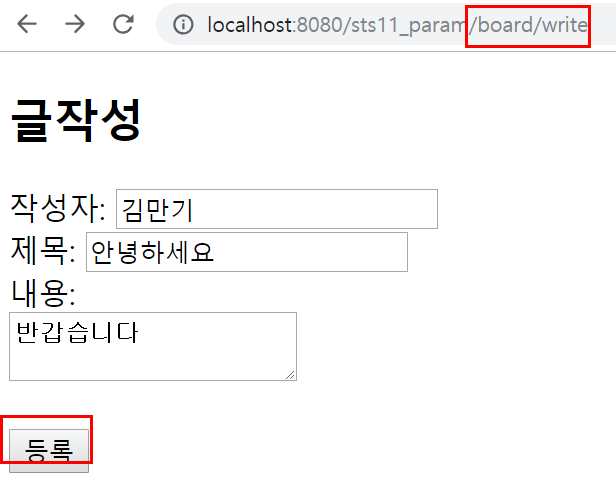 localhost:8080/sts11_param/board/write
글작성
작성자: 김만기
제목: 안녕하세요
내용:
반갑습니다
등록